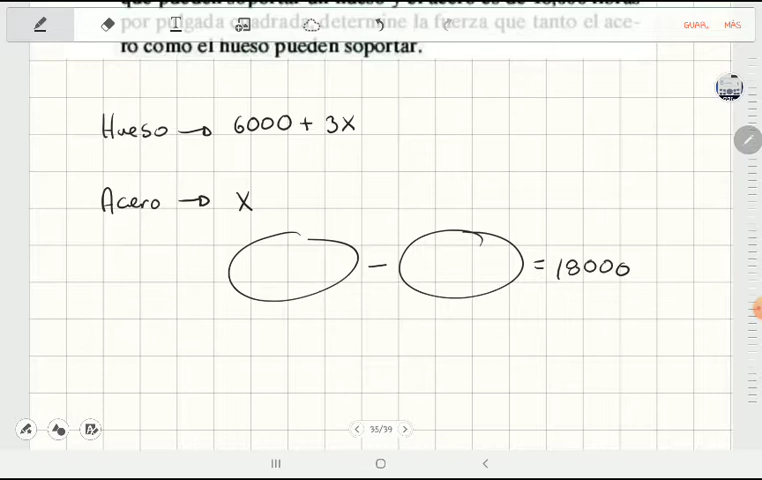 por pulgada cuadrada, determine la fuerza que tanto el ace-
ro como el hueso pueden soportar.
GUAR. MÁS
Hueso → 6000 + 3X
Acero → X
- = 18000
35/39